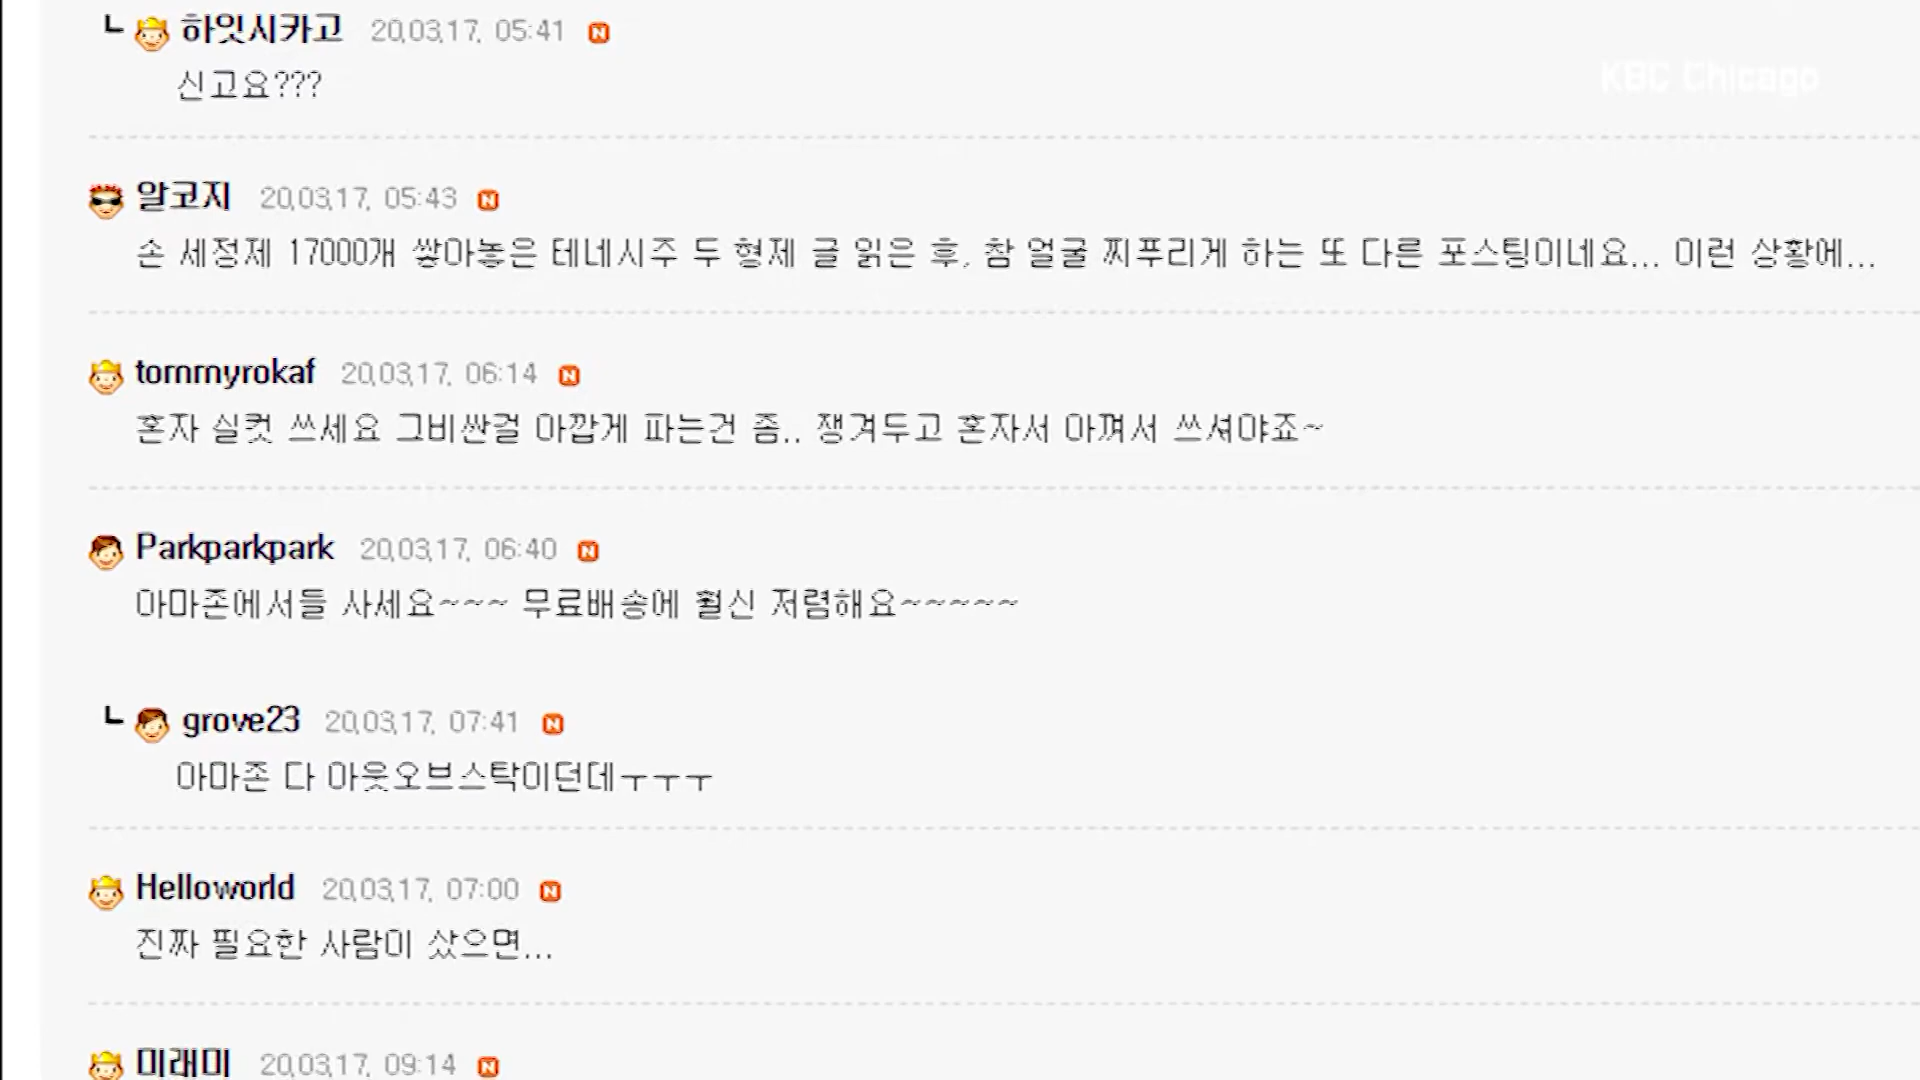 ┗ 하잇시카고 20.03.17. 05:41 N
신고요???
KBC Chicago
알코지 20.03.17. 05:43 N
손 세정제 17000개 쌓아놓은 테네시주 두 형제 글 읽은 후, 참 얼굴 찌푸리게 하는 또 다른 포스팅이네요... 이런 상황에...
tommyrokaf 20.03.17. 06:14 N
혼자 실컷 쓰세요 그비싼걸 아깝게 파는건 좀.. 쟁겨두고 혼자서 아껴서 쓰셔야죠~
Parkparkpark 20.03.17. 06:40 N
아마존에서들 사세요~~~ 무료배송에 훨신 저렴해요~~~~~
┗ grove23 20.03.17. 07:41 N
아마존 다 아웃오브스탁이던데ㅜㅜㅜ
Helloworld 20.03.17. 07:00 N
진짜 필요한 사람이 샀으면...
미래미 20.03.17. 09:14 N